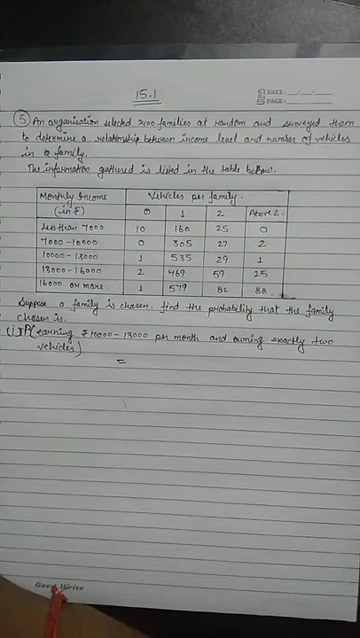 15.1
DATE: __/__/__
PAGE:
⑤ An organisation selected 2400 families at random and surveyed them
to determine a relationship between income level and number of vehicles
in a family.
The information gathered is listed in the table below.
Monthly Income (in ₹) Vehicles per family.
0 1 2 Above 2.
Less than 7000 10 160 25 0
7000-10000 0 305 27 2
10000-13000 1 535 29 1
13000-16000 2 469 59 25
16000 or more 1 579 82 88
Suppose a family is chosen. find the probability that the family
chosen is.
(i) P(earning ₹10000-13000 per month and owning exactly two
vehicles)
=
Good Write